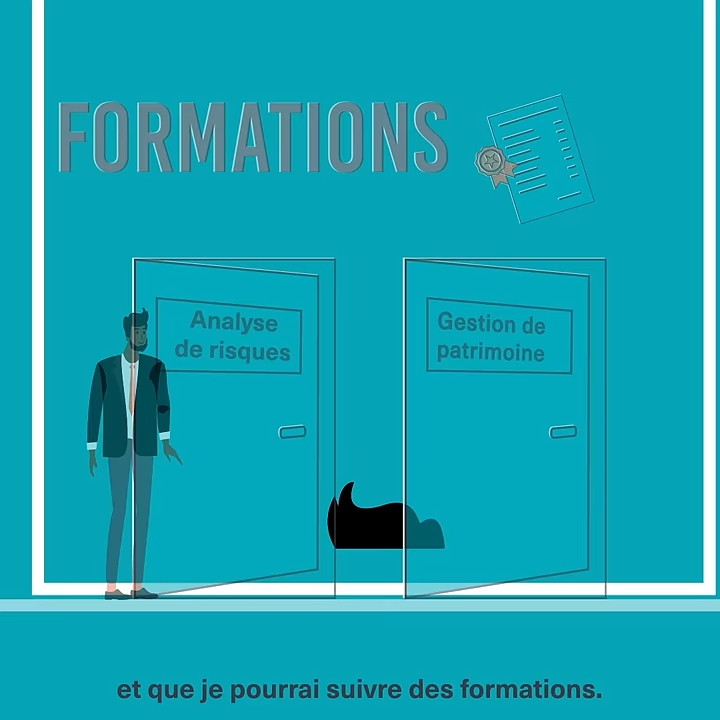 FORMATIONS
Analyse
de risques
Gestion de
patrimoine
et que je pourrai suivre des formations.